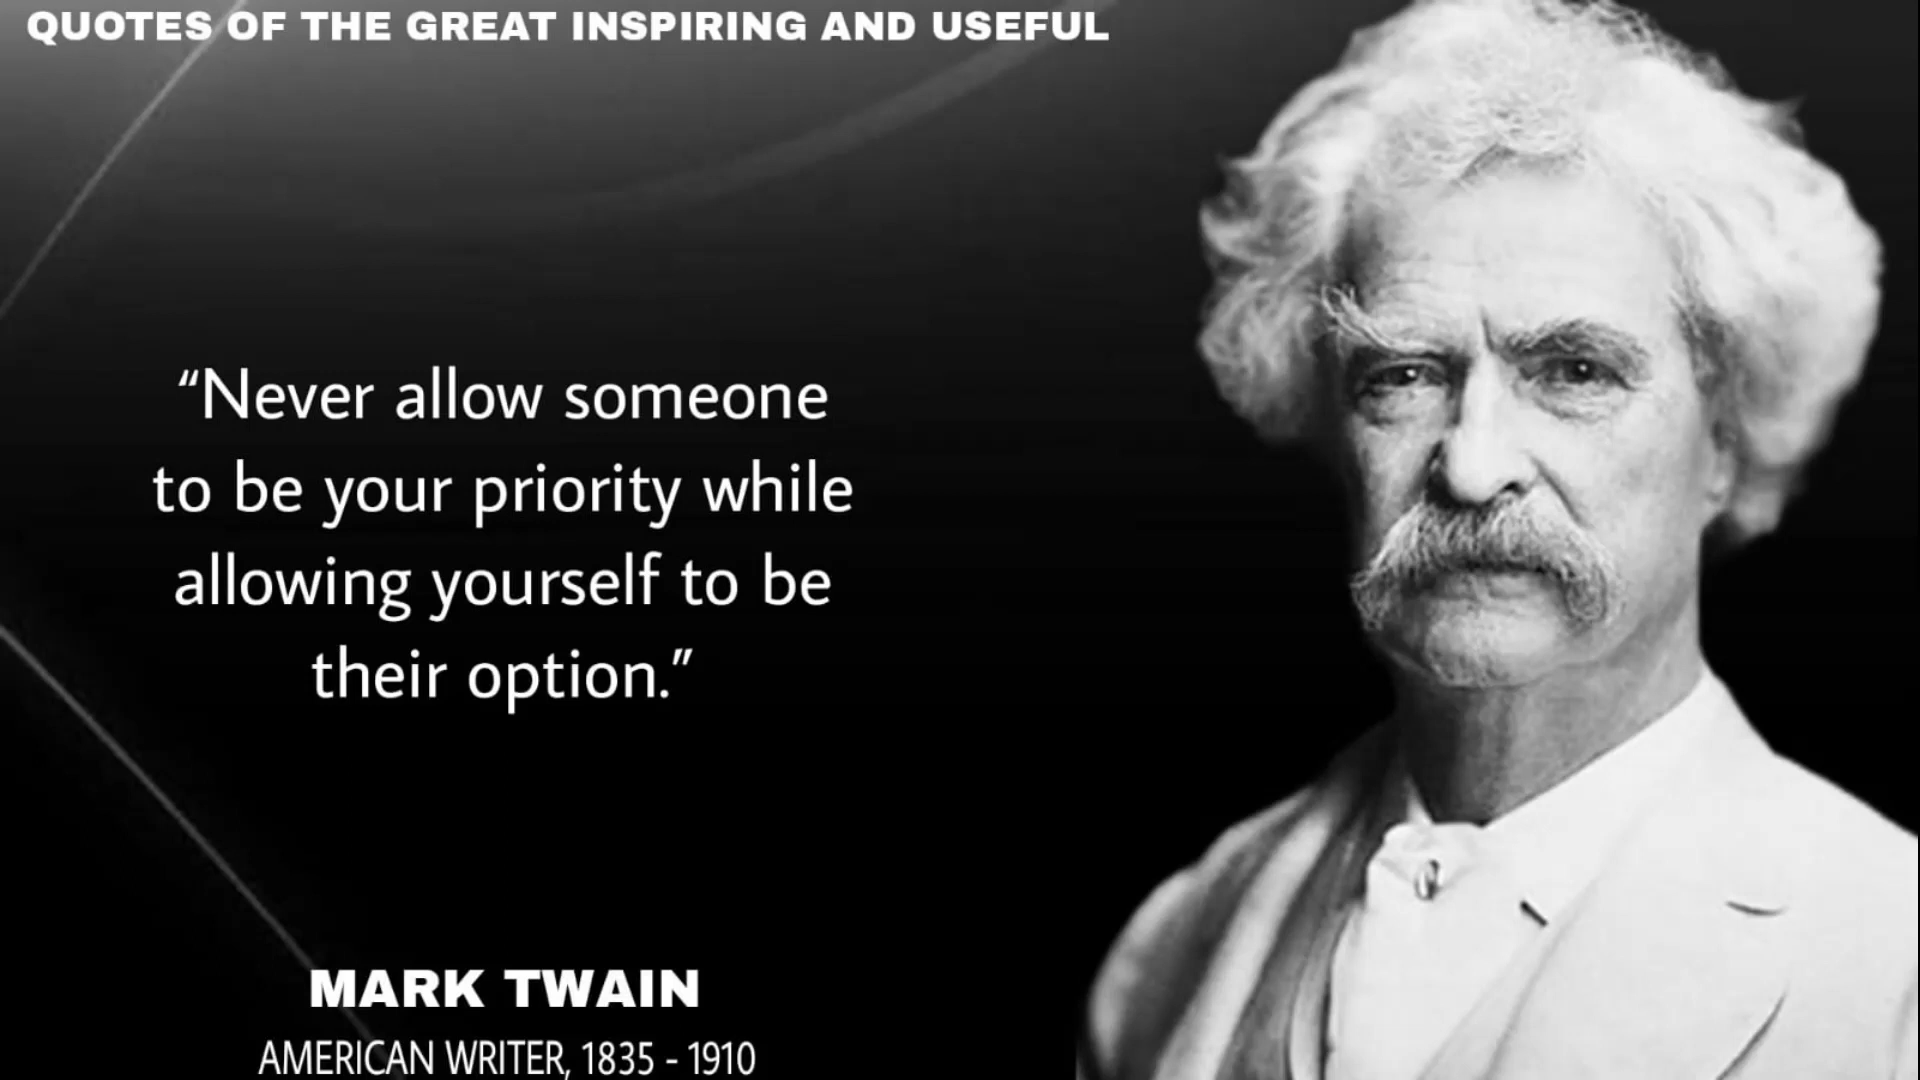 QUOTES OF THE GREAT INSPIRING AND USEFUL
“Never allow someone
to be your priority while
allowing yourself to be
their option.”
MARK TWAIN
AMERICAN WRITER, 1835 - 1910